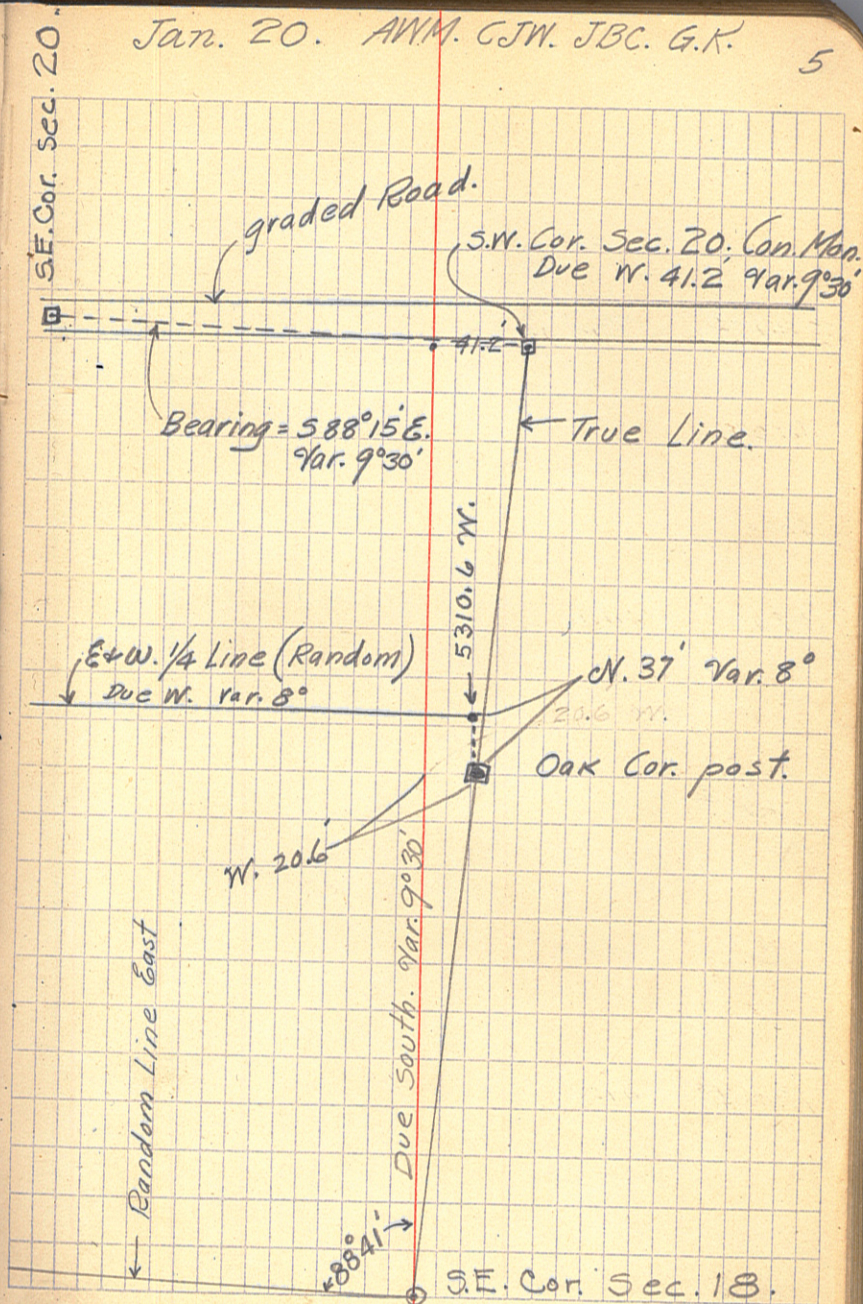 Jan. 20. AWM. CJW. JBC. G.K.
5
S.E. Cor. Sec. 20.
graded Road.
S.W. Cor. Sec. 20. Con. Mon.
Due W. 41.2' Var. 9°30'
41.2'
Bearing = S 88°15' E.
Var. 9°30'
True Line.
5310.6 W.
E & W. 1/4 Line (Random)
Due W. Var. 8°
N. 37' Var. 8°
20.6 W.
Oak Cor. post.
W. 20.6'
Due South. Var. 9°30'
Random Line East
88°41'
S.E. Cor. Sec. 18.